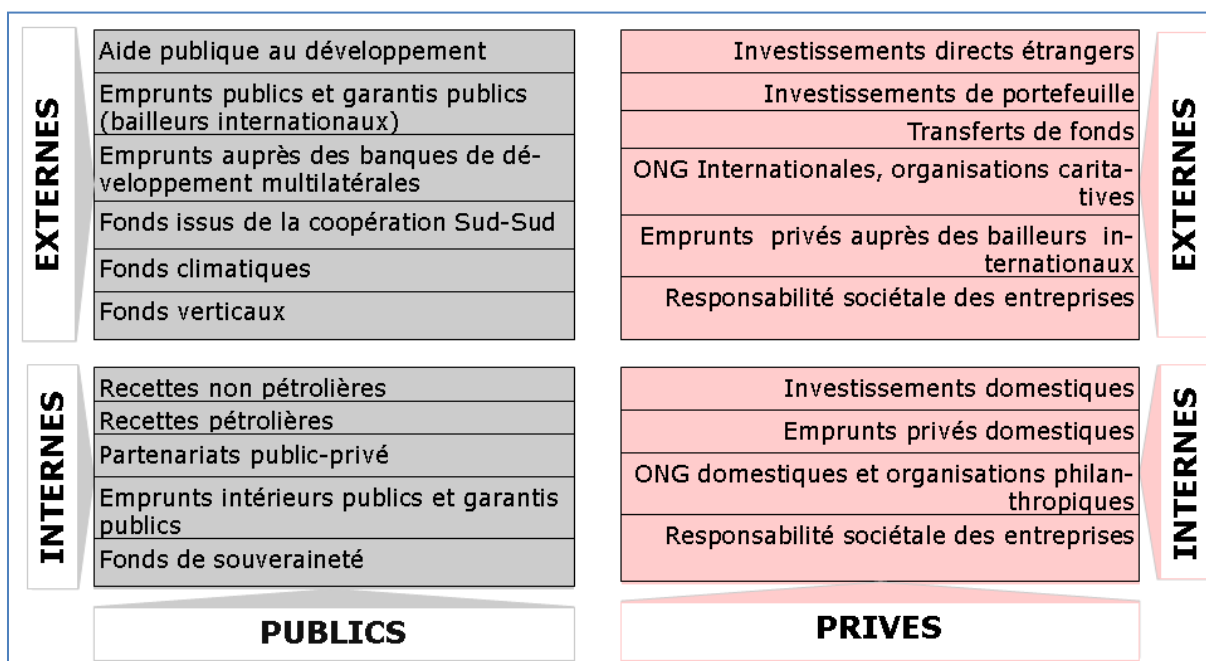 EXTERNES
Aide publique au développement
Emprunts publics et garantis publics
(bailleurs internationaux)
Emprunts auprès des banques de dé-
veloppement multilatérales
Fonds issus de la coopération Sud-Sud
Fonds climatiques
Fonds verticaux
Investissements directs étrangers
Investissements de portefeuille
Transferts de fonds
ONG Internationales, organisations carita-
tives
Emprunts privés auprès des bailleurs in-
ternationaux
Responsabilité sociétale des entreprises
EXTERNES
INTERNES
Recettes non pétrolières
Recettes pétrolières
Partenariats public-privé
Emprunts intérieurs publics et garantis
publics
Fonds de souveraineté
Investissements domestiques
Emprunts privés domestiques
ONG domestiques et organisations philan-
thropiques
Responsabilité sociétale des entreprises
INTERNES
PUBLICS
PRIVES